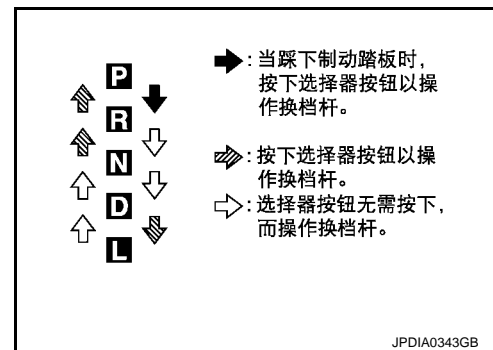 P
R
N
D
L
: 当踩下制动踏板时，
按下选择器按钮以操
作换档杆。
: 按下选择器按钮以操
作换档杆。
: 选择器按钮无需按下，
而操作换档杆。
JPDIA0343GB